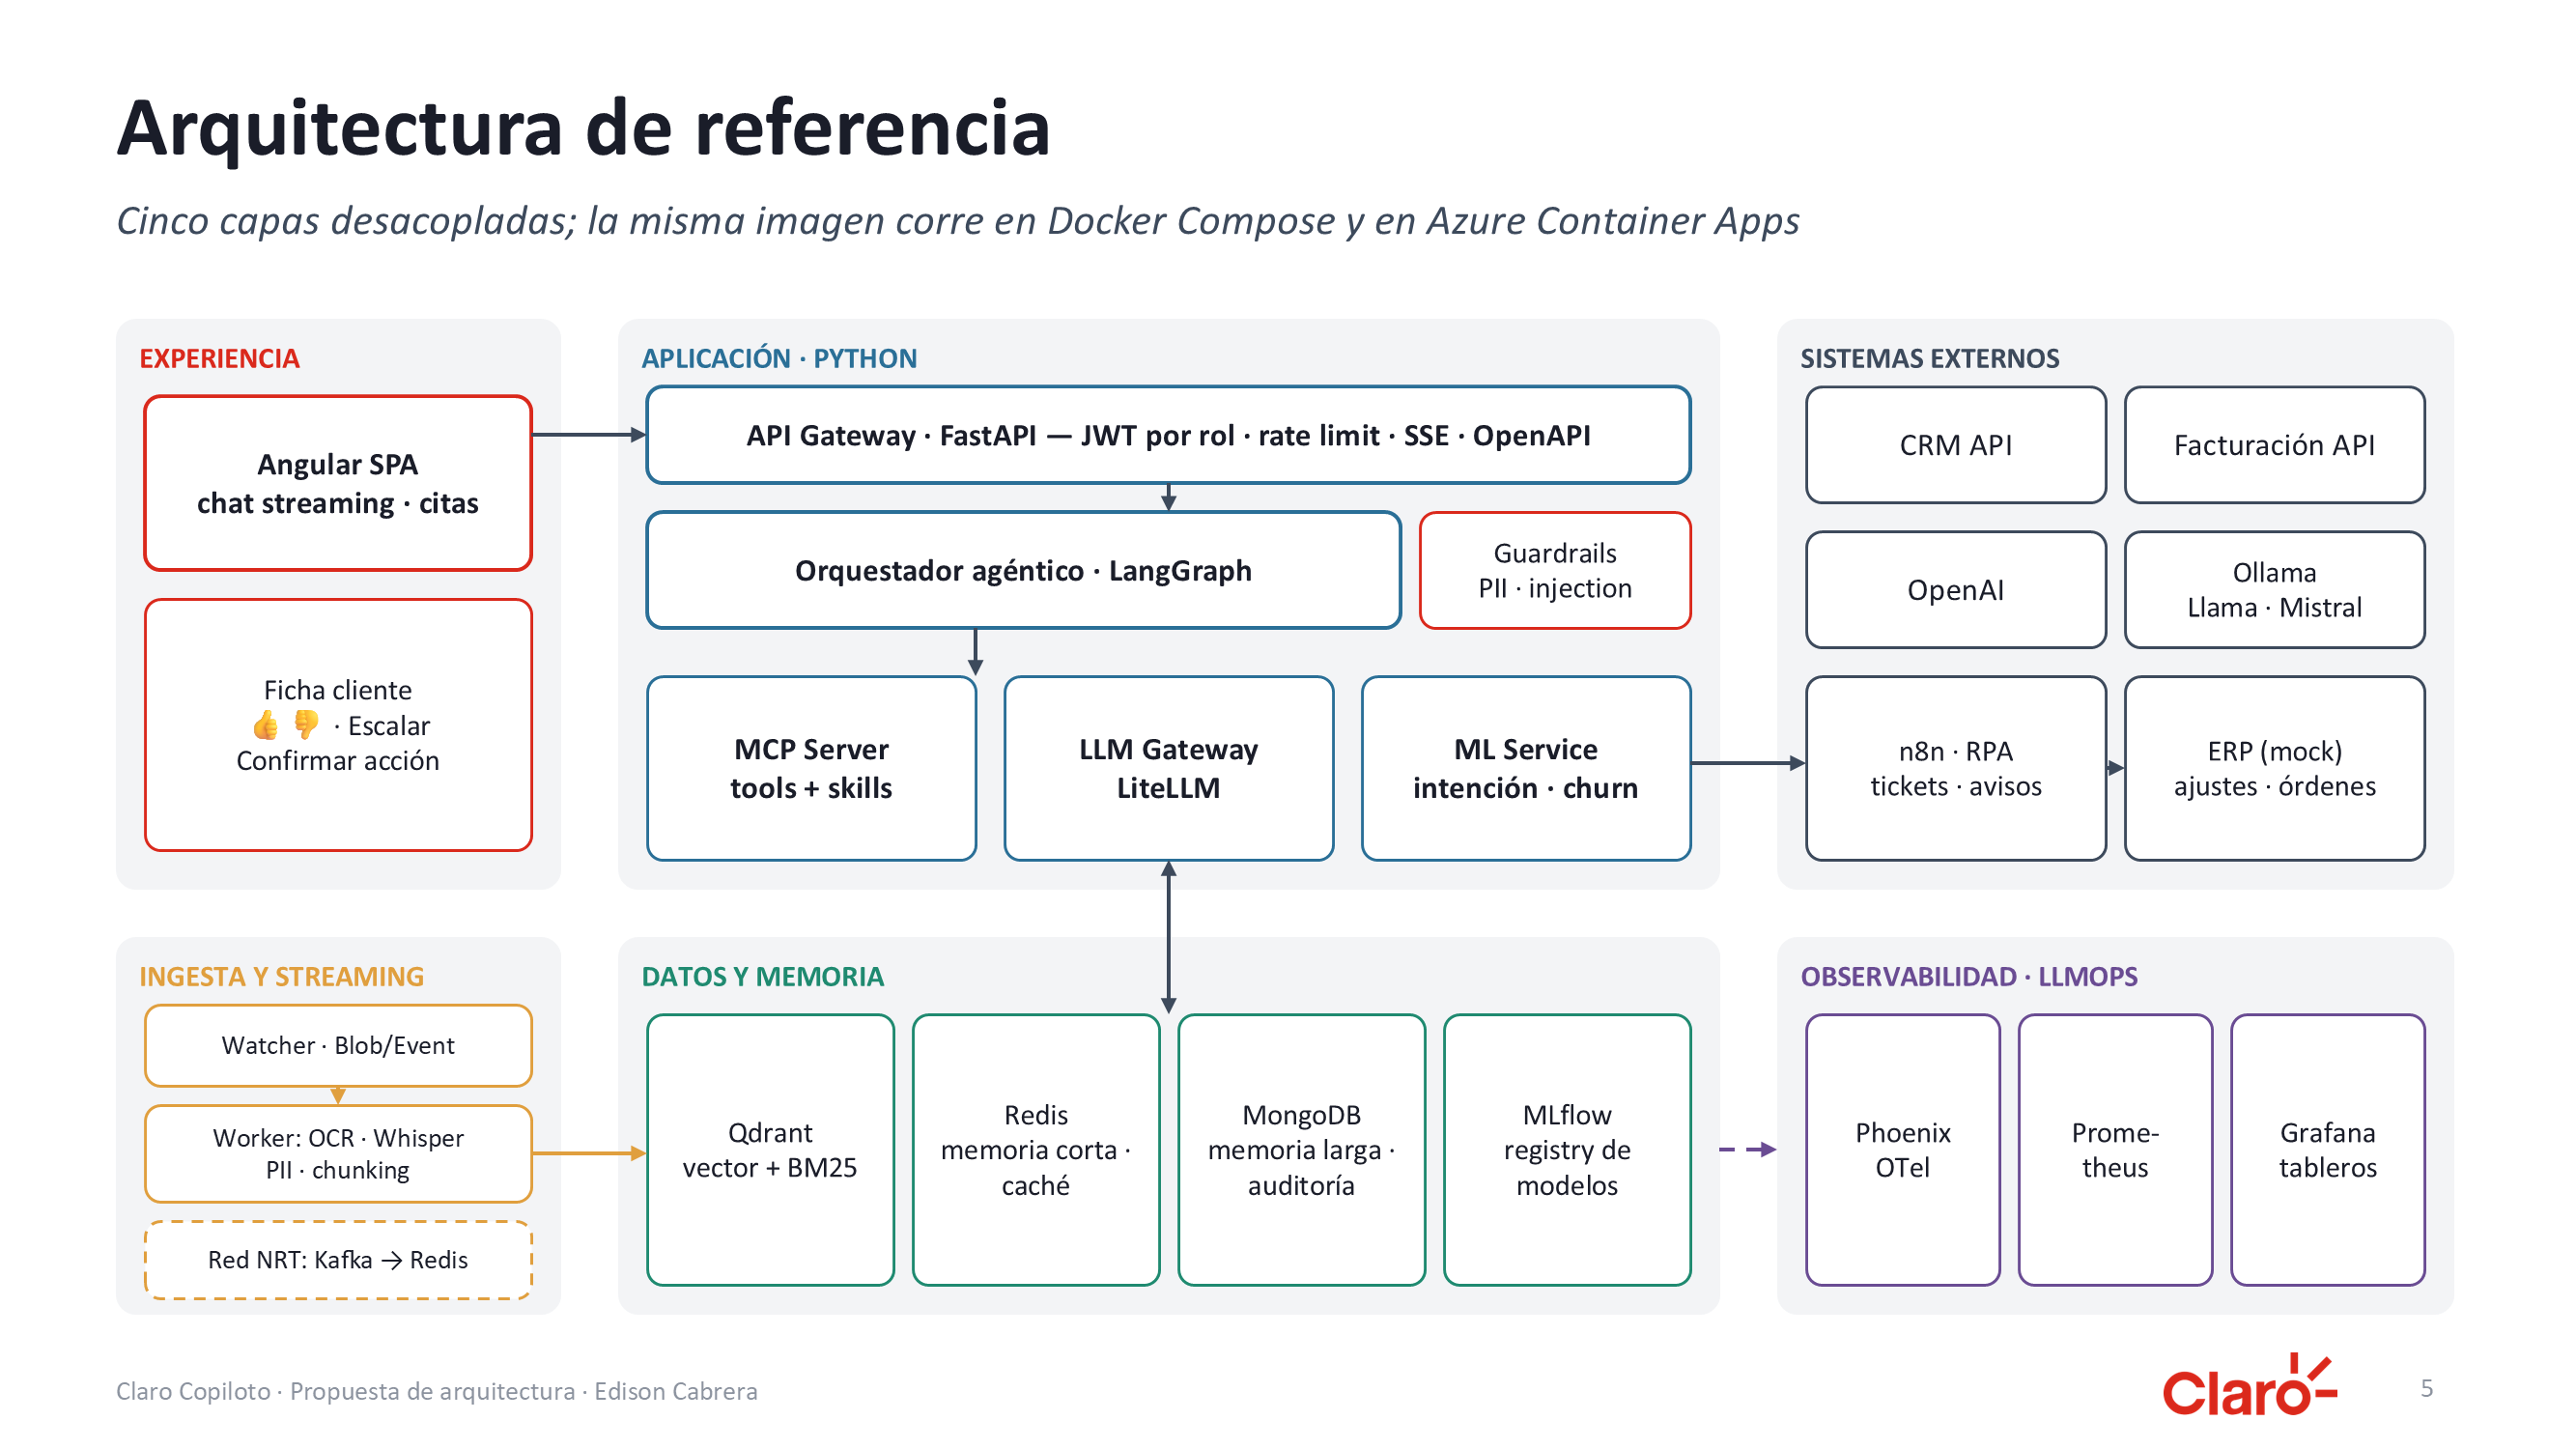 Arquitectura de referencia
Cinco capas desacopladas; la misma imagen corre en Docker Compose y en Azure Container Apps
EXPERIENCIA
Angular SPA
chat streaming · citas
Ficha cliente
👍 👎 · Escalar
Confirmar acción
APLICACIÓN · PYTHON
API Gateway · FastAPI — JWT por rol · rate limit · SSE · OpenAPI
Orquestador agéntico · LangGraph
Guardrails
PII · injection
MCP Server
tools + skills
LLM Gateway
LiteLLM
ML Service
intención · churn
SISTEMAS EXTERNOS
CRM API
Facturación API
OpenAI
Ollama
Llama · Mistral
n8n · RPA
tickets · avisos
ERP (mock)
ajustes · órdenes
INGESTA Y STREAMING
Watcher · Blob/Event
Worker: OCR · Whisper
PII · chunking
Red NRT: Kafka → Redis
DATOS Y MEMORIA
Qdrant
vector + BM25
Redis
memoria corta ·
caché
MongoDB
memoria larga ·
auditoría
MLflow
registry de
modelos
OBSERVABILIDAD · LLMOPS
Phoenix
OTel
Prome-
theus
Grafana
tableros
Claro Copiloto · Propuesta de arquitectura · Edison Cabrera
Claro
5